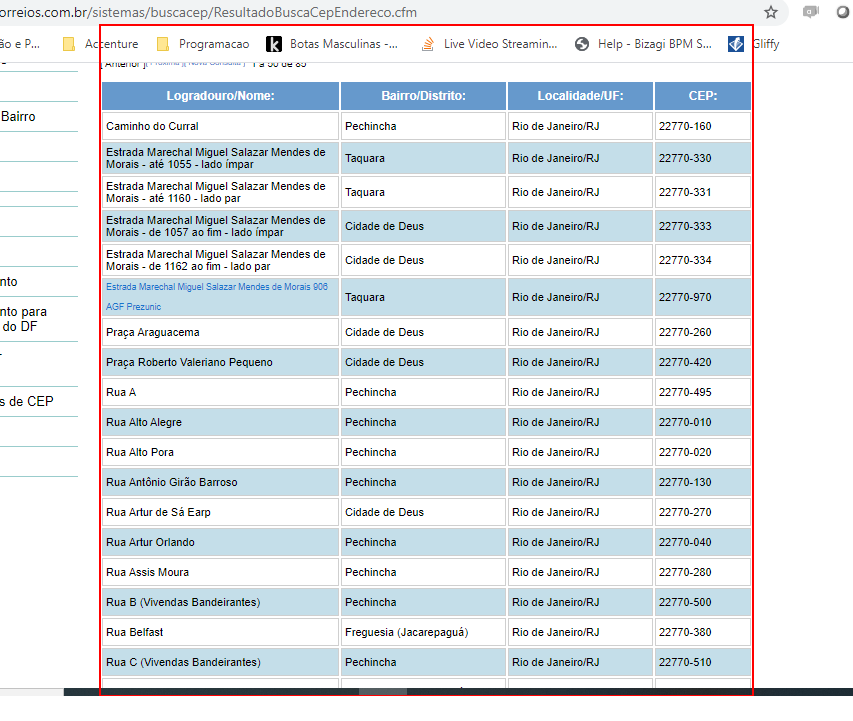 orreios.com.br/sistemas/buscacep/ResultadoBuscaCepEndereco.cfm
ão e P... Accenture Programacao k Botas Masculinas -... Live Video Streamin... Help - Bizagi BPM S... Gliffy
[ Anterior ][ Próxima ][ Nova Consulta ] 1 a 50 de 85
Logradouro/Nome: Bairro/Distrito: Localidade/UF: CEP:
Bairro
Caminho do Curral Pechincha Rio de Janeiro/RJ 22770-160
Estrada Marechal Miguel Salazar Mendes de
Morais - até 1055 - lado ímpar Taquara Rio de Janeiro/RJ 22770-330
Estrada Marechal Miguel Salazar Mendes de
Morais - até 1160 - lado par Taquara Rio de Janeiro/RJ 22770-331
Estrada Marechal Miguel Salazar Mendes de
Morais - de 1057 ao fim - lado ímpar Cidade de Deus Rio de Janeiro/RJ 22770-333
Estrada Marechal Miguel Salazar Mendes de
Morais - de 1162 ao fim - lado par Cidade de Deus Rio de Janeiro/RJ 22770-334
nto
Estrada Marechal Miguel Salazar Mendes de Morais 906
AGF Prezunic Taquara Rio de Janeiro/RJ 22770-970
nto para
do DF
Praça Araguacema Cidade de Deus Rio de Janeiro/RJ 22770-260
Praça Roberto Valeriano Pequeno Cidade de Deus Rio de Janeiro/RJ 22770-420
Rua A Pechincha Rio de Janeiro/RJ 22770-495
s de CEP
Rua Alto Alegre Pechincha Rio de Janeiro/RJ 22770-010
Rua Alto Pora Pechincha Rio de Janeiro/RJ 22770-020
Rua Antônio Girão Barroso Pechincha Rio de Janeiro/RJ 22770-130
Rua Artur de Sá Earp Cidade de Deus Rio de Janeiro/RJ 22770-270
Rua Artur Orlando Pechincha Rio de Janeiro/RJ 22770-040
Rua Assis Moura Pechincha Rio de Janeiro/RJ 22770-280
Rua B (Vivendas Bandeirantes) Pechincha Rio de Janeiro/RJ 22770-500
Rua Belfast Freguesia (Jacarepaguá) Rio de Janeiro/RJ 22770-380
Rua C (Vivendas Bandeirantes) Pechincha Rio de Janeiro/RJ 22770-510